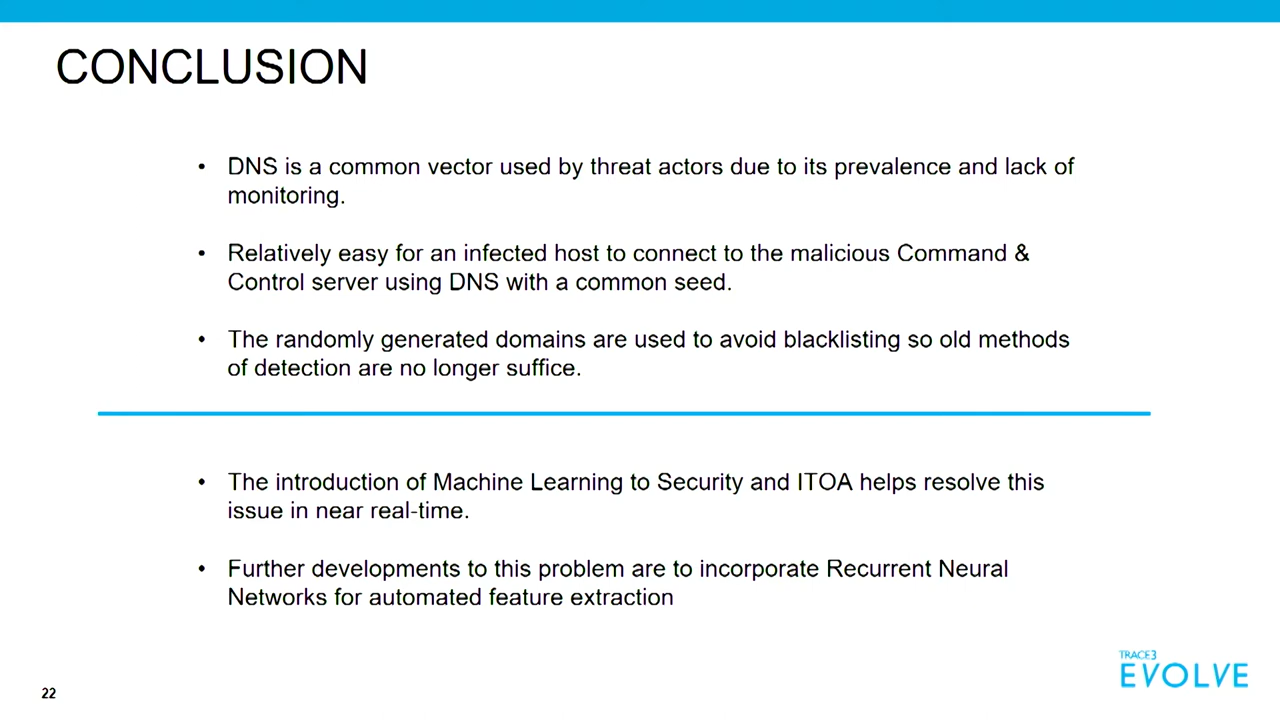 CONCLUSION
• DNS is a common vector used by threat actors due to its prevalence and lack of
monitoring.
• Relatively easy for an infected host to connect to the malicious Command &
Control server using DNS with a common seed.
• The randomly generated domains are used to avoid blacklisting so old methods
of detection are no longer suffice.
• The introduction of Machine Learning to Security and ITOA helps resolve this
issue in near real-time.
• Further developments to this problem are to incorporate Recurrent Neural
Networks for automated feature extraction
TRACE3
EVOLVE
22